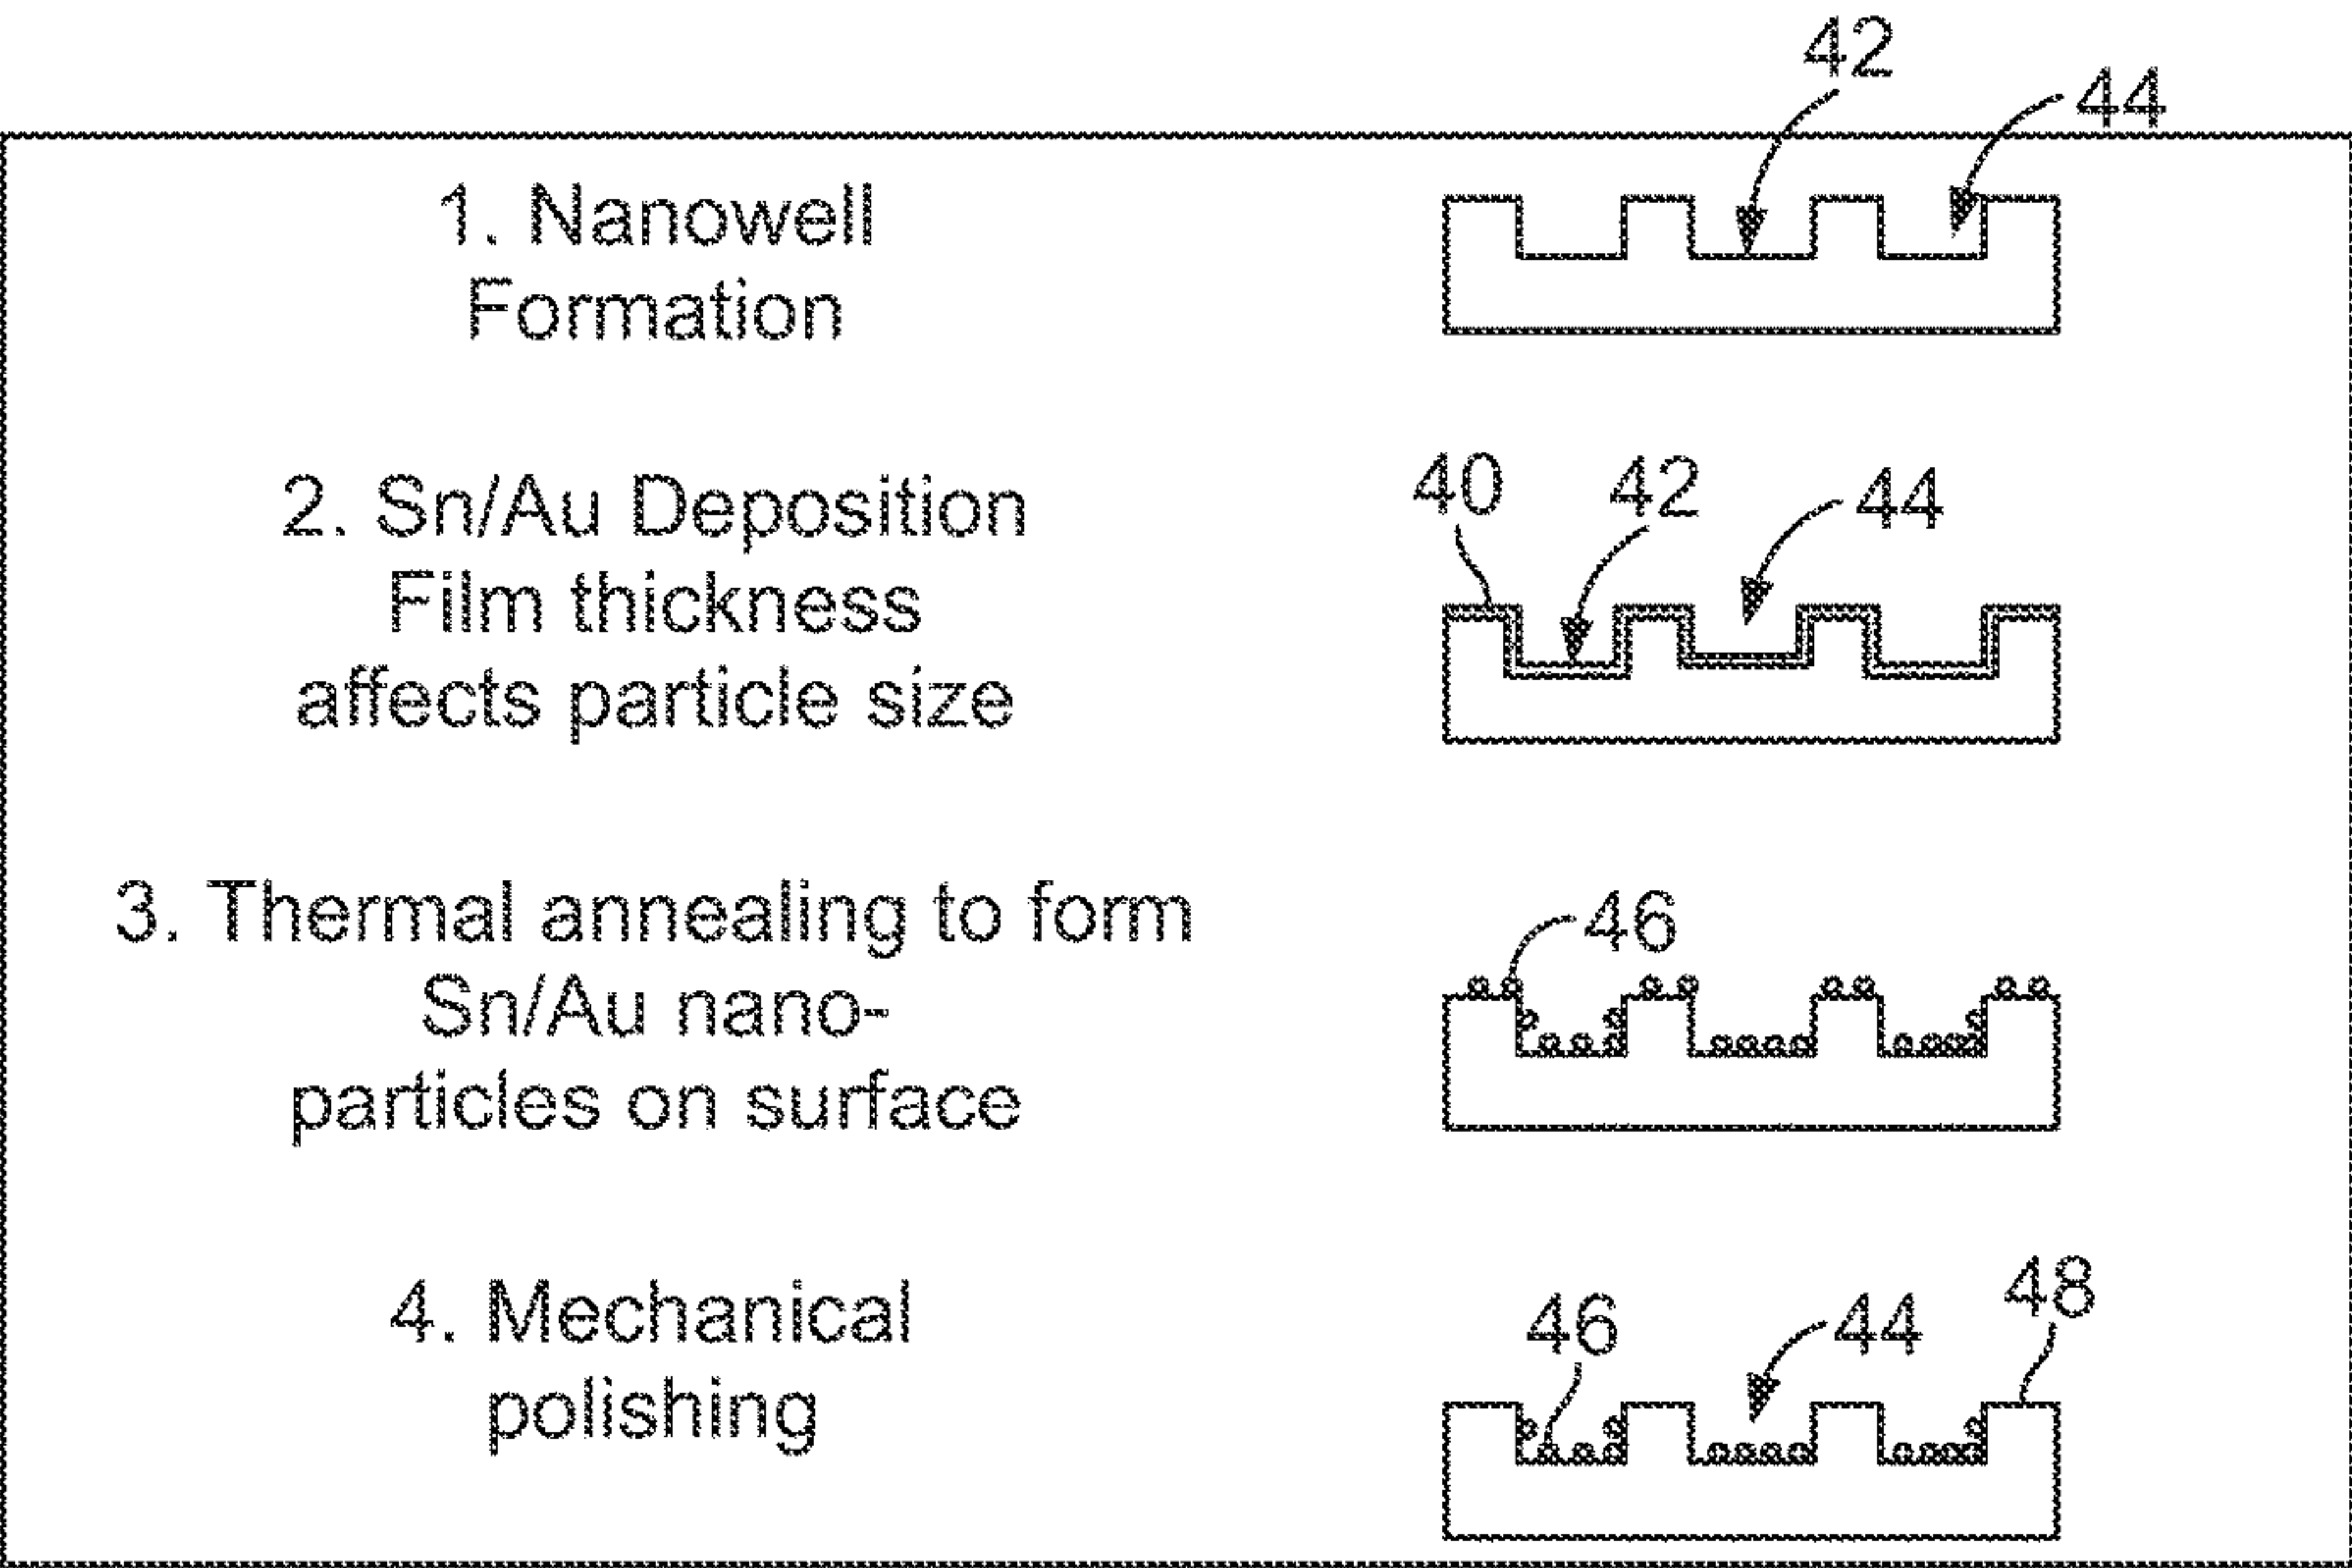 42
44
1. Nanowell
Formation
2. Sn/Au Deposition
Film thickness
affects particle size
40
42
44
3. Thermal annealing to form
Sn/Au nano-
particles on surface
46
4. Mechanical
polishing
46
44
48